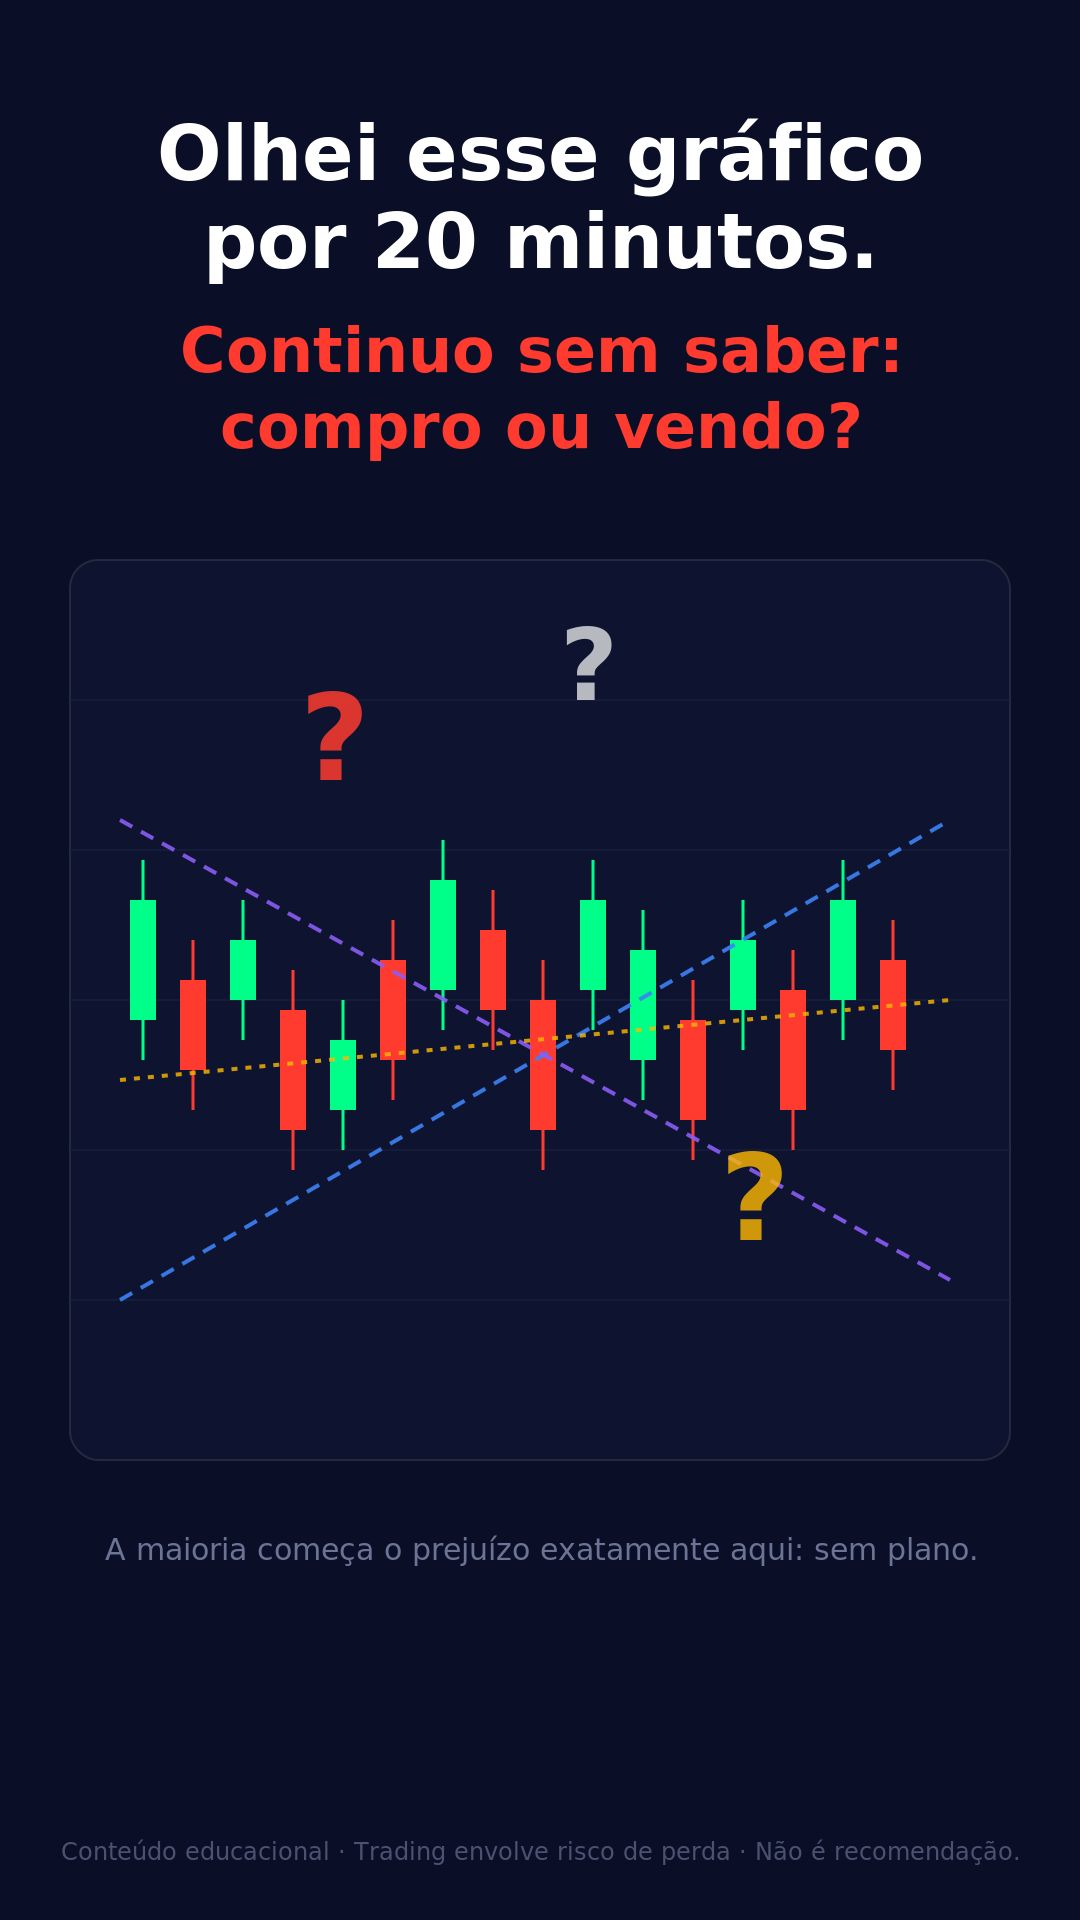 Olhei esse gráfico
por 20 minutos.
Continuo sem saber:
compro ou vendo?
?
?
?
A maioria começa o prejuízo exatamente aqui: sem plano.
Conteúdo educacional · Trading envolve risco de perda · Não é recomendação.